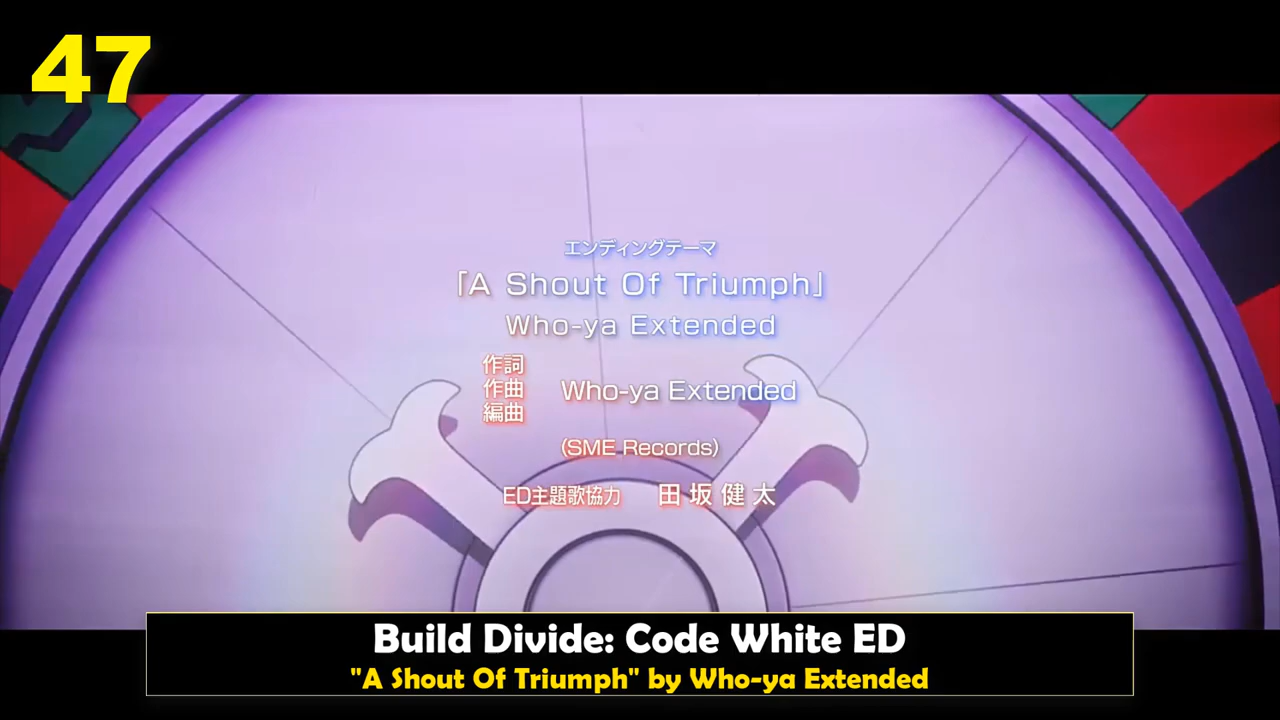 47
エンディングテーマ
「A Shout Of Triumph」
Who-ya Extended
作詞
作曲
編曲
Who-ya Extended
(SME Records)
ED主題歌協力 田坂健太
Build Divide: Code White ED
"A Shout Of Triumph" by Who-ya Extended